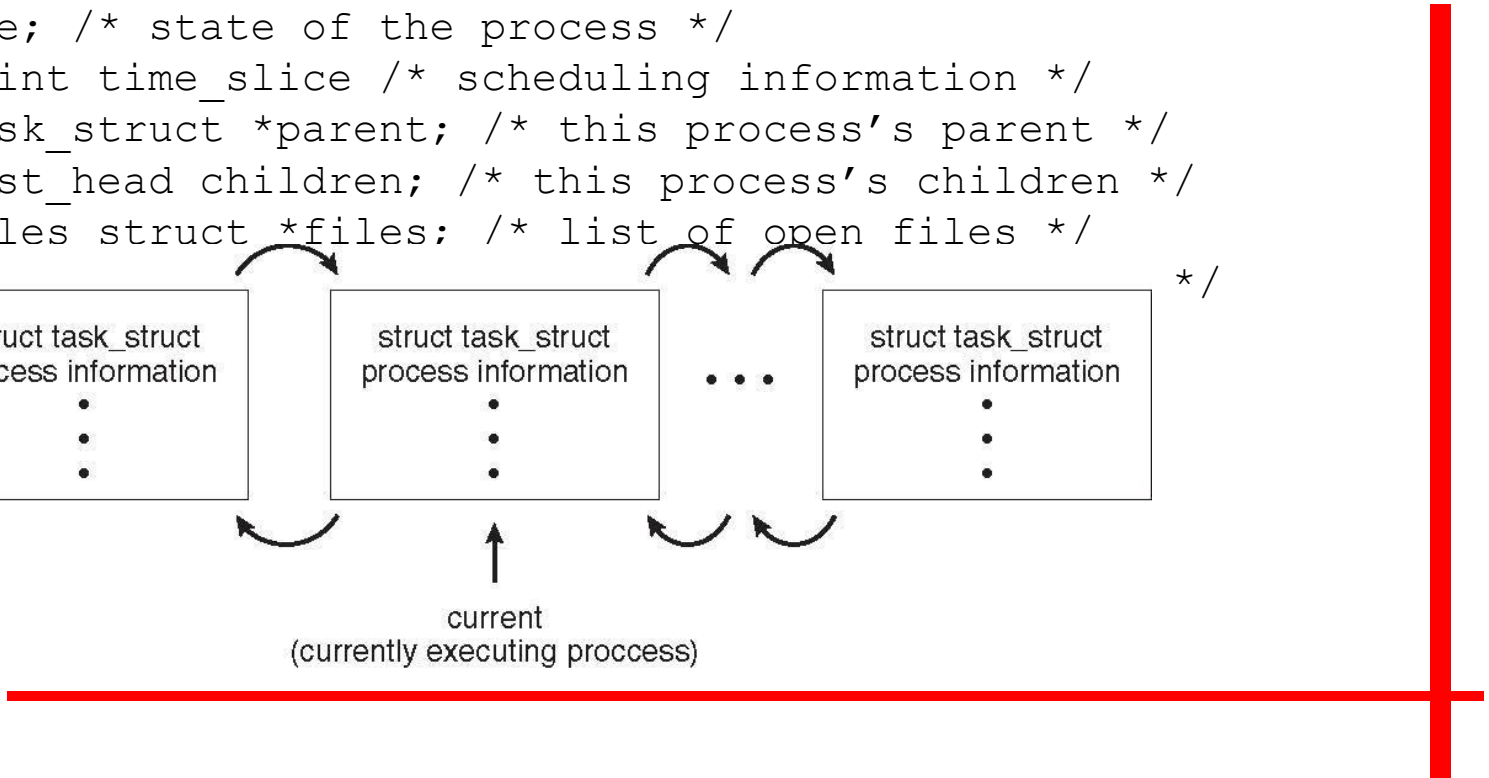 e; /* state of the process */
int time_slice /* scheduling information */
sk_struct *parent; /* this process’s parent */
st_head children; /* this process’s children */
les struct *files; /* list of open files */
*/
ruct task_struct
cess information
struct task_struct
process information
• • •
struct task_struct
process information
current
(currently executing proccess)